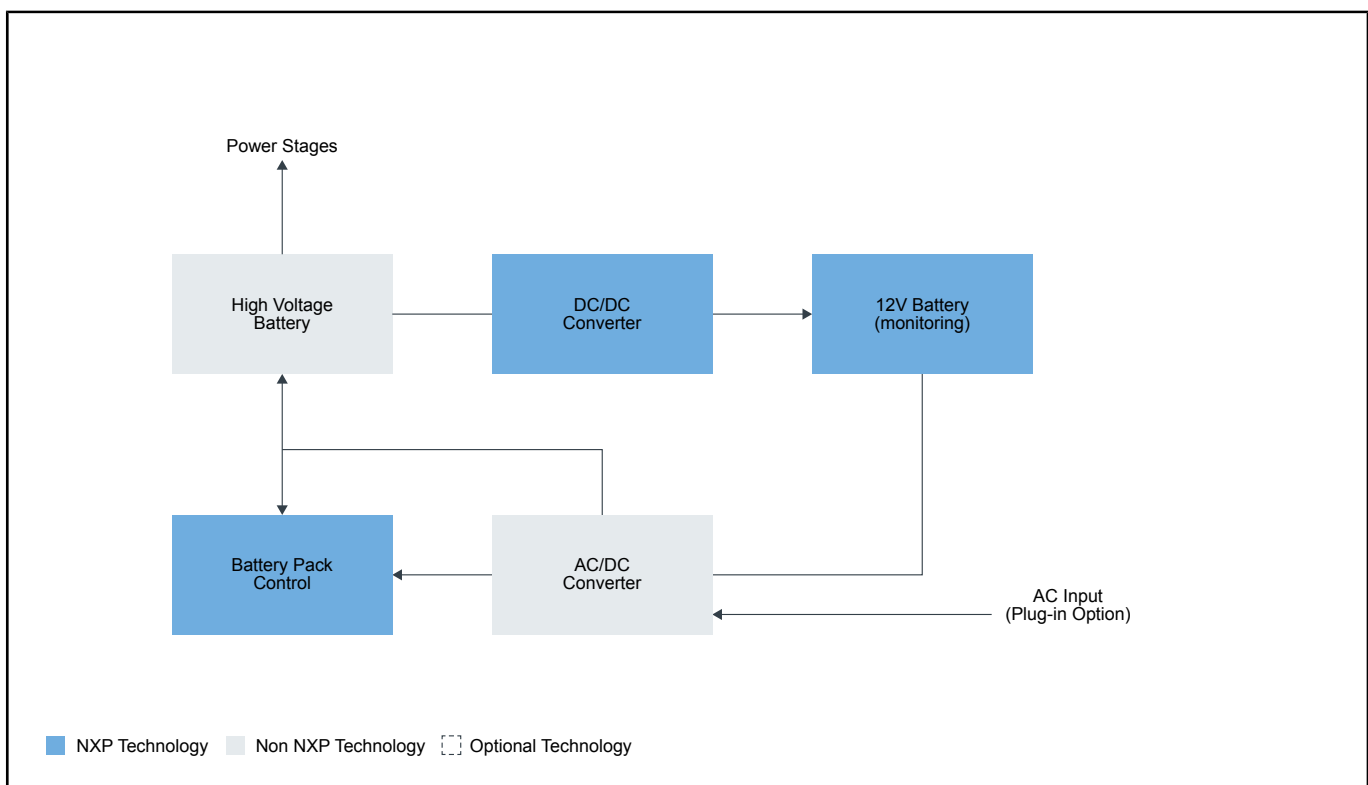 Power Stages
High Voltage
Battery
DC/DC
Converter
12V Battery
(monitoring)
Battery Pack
Control
AC/DC
Converter
AC Input
(Plug-in Option)
NXP Technology
Non NXP Technology
Optional Technology